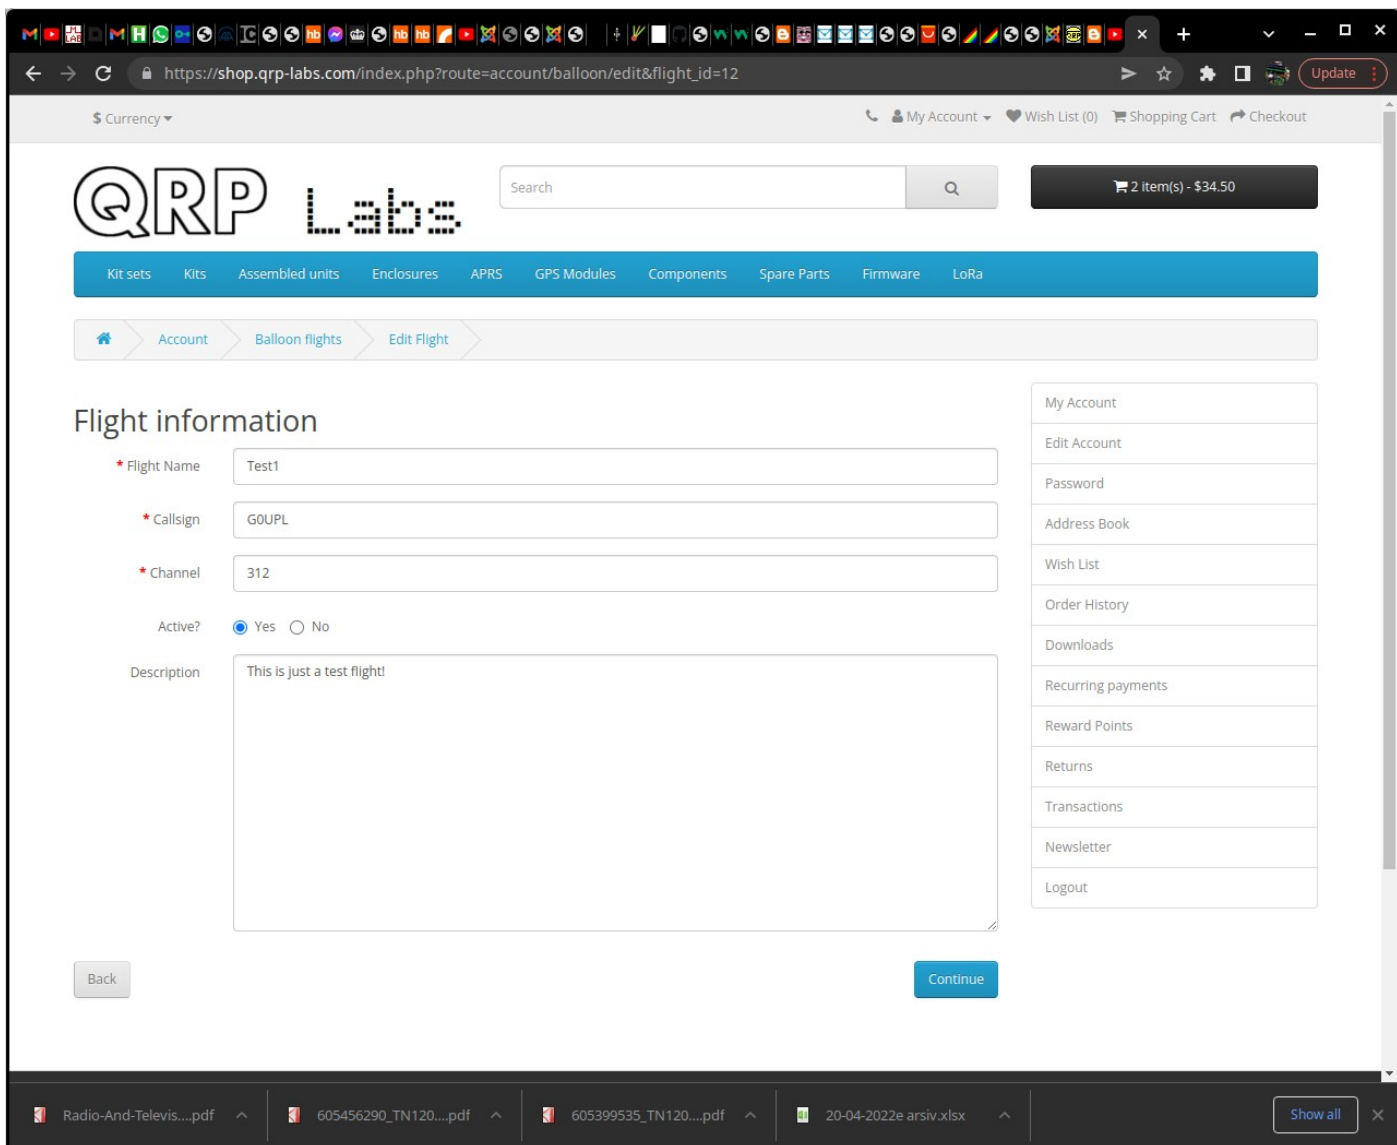 https://shop.qrp-labs.com/index.php?route=account/balloon/edit&flight_id=12
Update
$ Currency
My Account
Wish List (0)
Shopping Cart
Checkout
QRP Labs
Search
2 item(s) - $34.50
Kit sets Kits Assembled units Enclosures APRS GPS Modules Components Spare Parts Firmware LoRa
Account Balloon flights Edit Flight
Flight information
* Flight Name Test1
* Callsign G0UPL
* Channel 312
Active? Yes No
Description This is just a test flight!
Back
Continue
My Account
Edit Account
Password
Address Book
Wish List
Order History
Downloads
Recurring payments
Reward Points
Returns
Transactions
Newsletter
Logout
Radio-And-Televis....pdf
605456290_TN120....pdf
605399535_TN120....pdf
20-04-2022e arsiv.xlsx
Show all